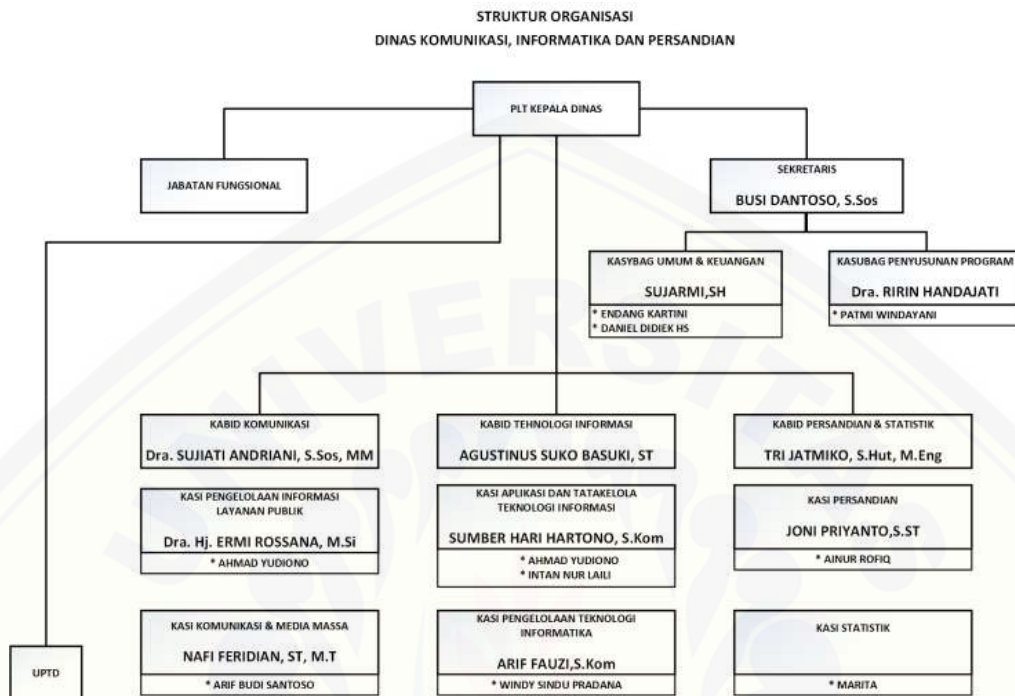 STRUKTUR ORGANISASI
DINAS KOMUNIKASI, INFORMATIKA DAN PERSANDIAN
PLT KEPALA DINAS
JABATAN FUNGSIONAL
SEKRETARIS
BUSI DANTOSO, S.Sos
KASYBAG UMUM & KEUANGAN
SUJARMI,SH
* ENDANG KARTINI
* DANIEL DIDIEK HS
KASUBAG PENYUSUNAN PROGRAM
Dra. RIRIN HANDAJATI
* PATMI WINDAYANI
KABID KOMUNIKASI
Dra. SUJIATI ANDRIANI, S.Sos, MM
KASI PENGELOLAAN INFORMASI
LAYANAN PUBLIK
Dra. Hj. ERMI ROSSANA, M.Si
* AHMAD YUDIONO
KASI KOMUNIKASI & MEDIA MASSA
NAFI FERIDIAN, ST, M.T
* ARIF BUDI SANTOSO
KABID TEHNOLOGI INFORMASI
AGUSTINUS SUKO BASUKI, ST
KASI APLIKASI DAN TATAKELOLA
TEKNOLOGI INFORMASI
SUMBER HARI HARTONO, S.Kom
* AHMAD YUDIONO
* INTAN NUR LAILI
KASI PENGELOLAAN TEKNOLOGI
INFORMATIKA
ARIF FAUZI,S.Kom
* WINDY SINDU PRADANA
KABID PERSANDIAN & STATISTIK
TRI JATMIKO, S.Hut, M.Eng
KASI PERSANDIAN
JONI PRIYANTO,S.ST
* AINUR ROFIQ
KASI STATISTIK
* MARITA
UPTD
UNIVERSITAS